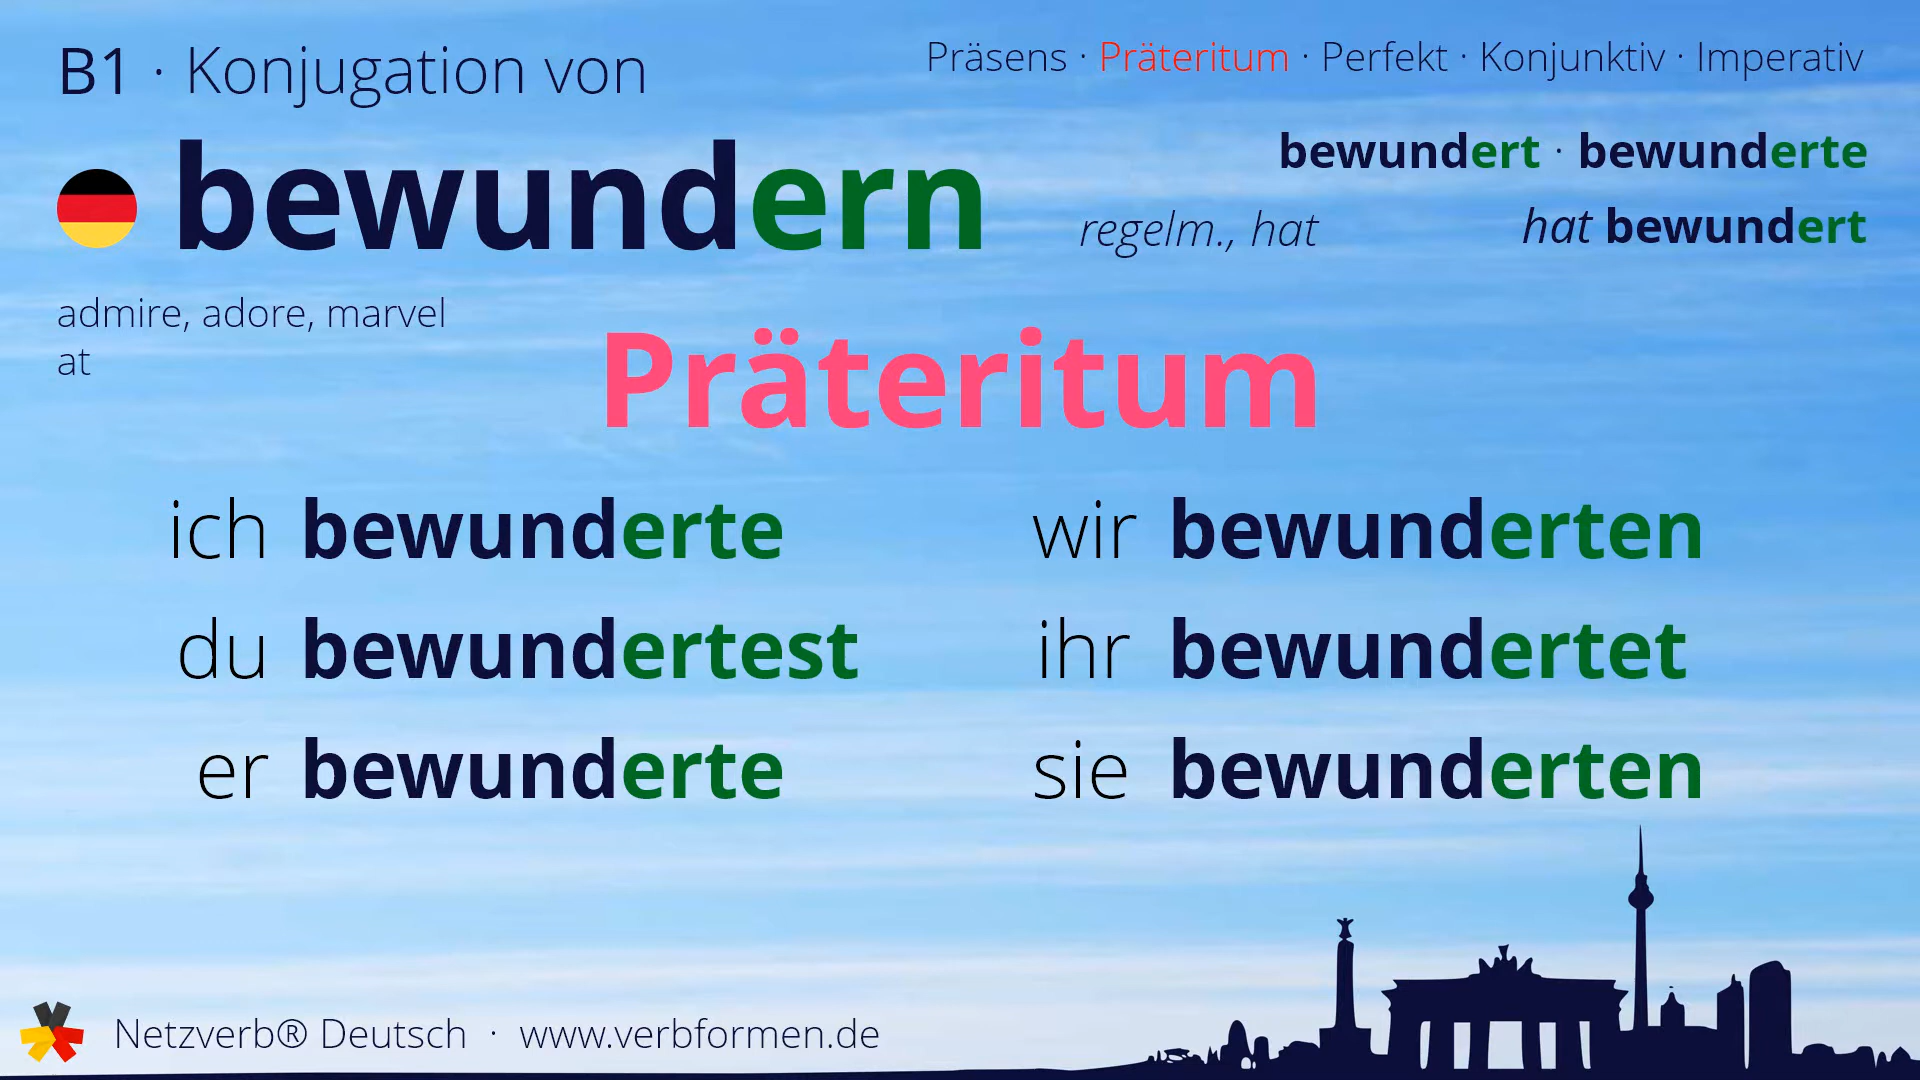 B1 · Konjugation von
Präsens · Präteritum · Perfekt · Konjunktiv · Imperativ
bewundern
regelm., hat
bewundert · bewunderte
hat bewundert
admire, adore, marvel
at
Präteritum
ich bewunderte
du bewundertest
er bewunderte
wir bewunderten
ihr bewundertet
sie bewunderten
Netzverb® Deutsch · www.verbformen.de